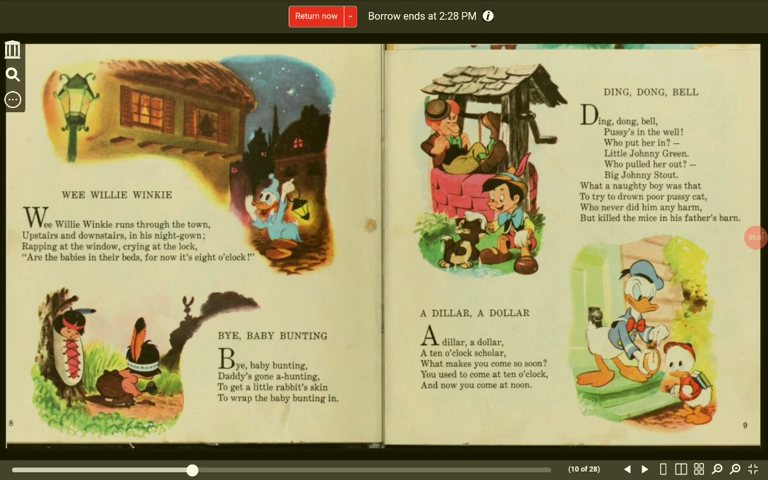 Return now
Borrow ends at 2:28 PM
WEE WILLIE WINKIE
Wee Willie Winkie runs through the town,
Upstairs and downstairs, in his night-gown;
Rapping at the window, crying at the lock,
"Are the babies in their beds, for now it's eight o'clock!"
BYE, BABY BUNTING
Bye, baby bunting,
Daddy's gone a-hunting,
To get a little rabbit's skin
To wrap the baby bunting in.
8
DING, DONG, BELL
Ding, dong, bell,
Pussy's in the well!
Who put her in? —
Little Johnny Green.
Who pulled her out? —
Big Johnny Stout.
What a naughty boy was that
To try to drown poor pussy cat,
Who never did him any harm,
But killed the mice in his father's barn.
A DILLAR, A DOLLAR
A dillar, a dollar,
A ten o'clock scholar,
What makes you come so soon?
You used to come at ten o'clock,
And now you come at noon.
9
(10 of 28)